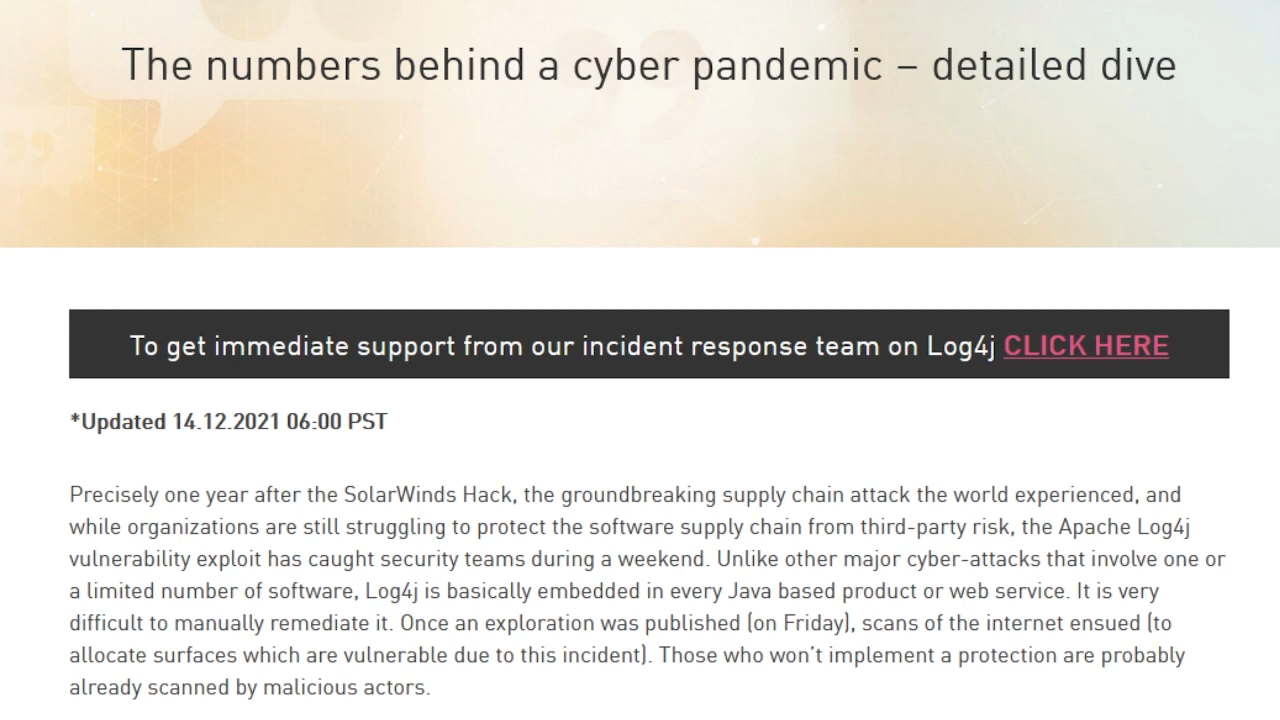 The numbers behind a cyber pandemic – detailed dive
To get immediate support from our incident response team on Log4j CLICK HERE
*Updated 14.12.2021 06:00 PST
Precisely one year after the SolarWinds Hack, the groundbreaking supply chain attack the world experienced, and
while organizations are still struggling to protect the software supply chain from third-party risk, the Apache Log4j
vulnerability exploit has caught security teams during a weekend. Unlike other major cyber-attacks that involve one or
a limited number of software, Log4j is basically embedded in every Java based product or web service. It is very
difficult to manually remediate it. Once an exploration was published (on Friday), scans of the internet ensued (to
allocate surfaces which are vulnerable due to this incident). Those who won’t implement a protection are probably
already scanned by malicious actors.